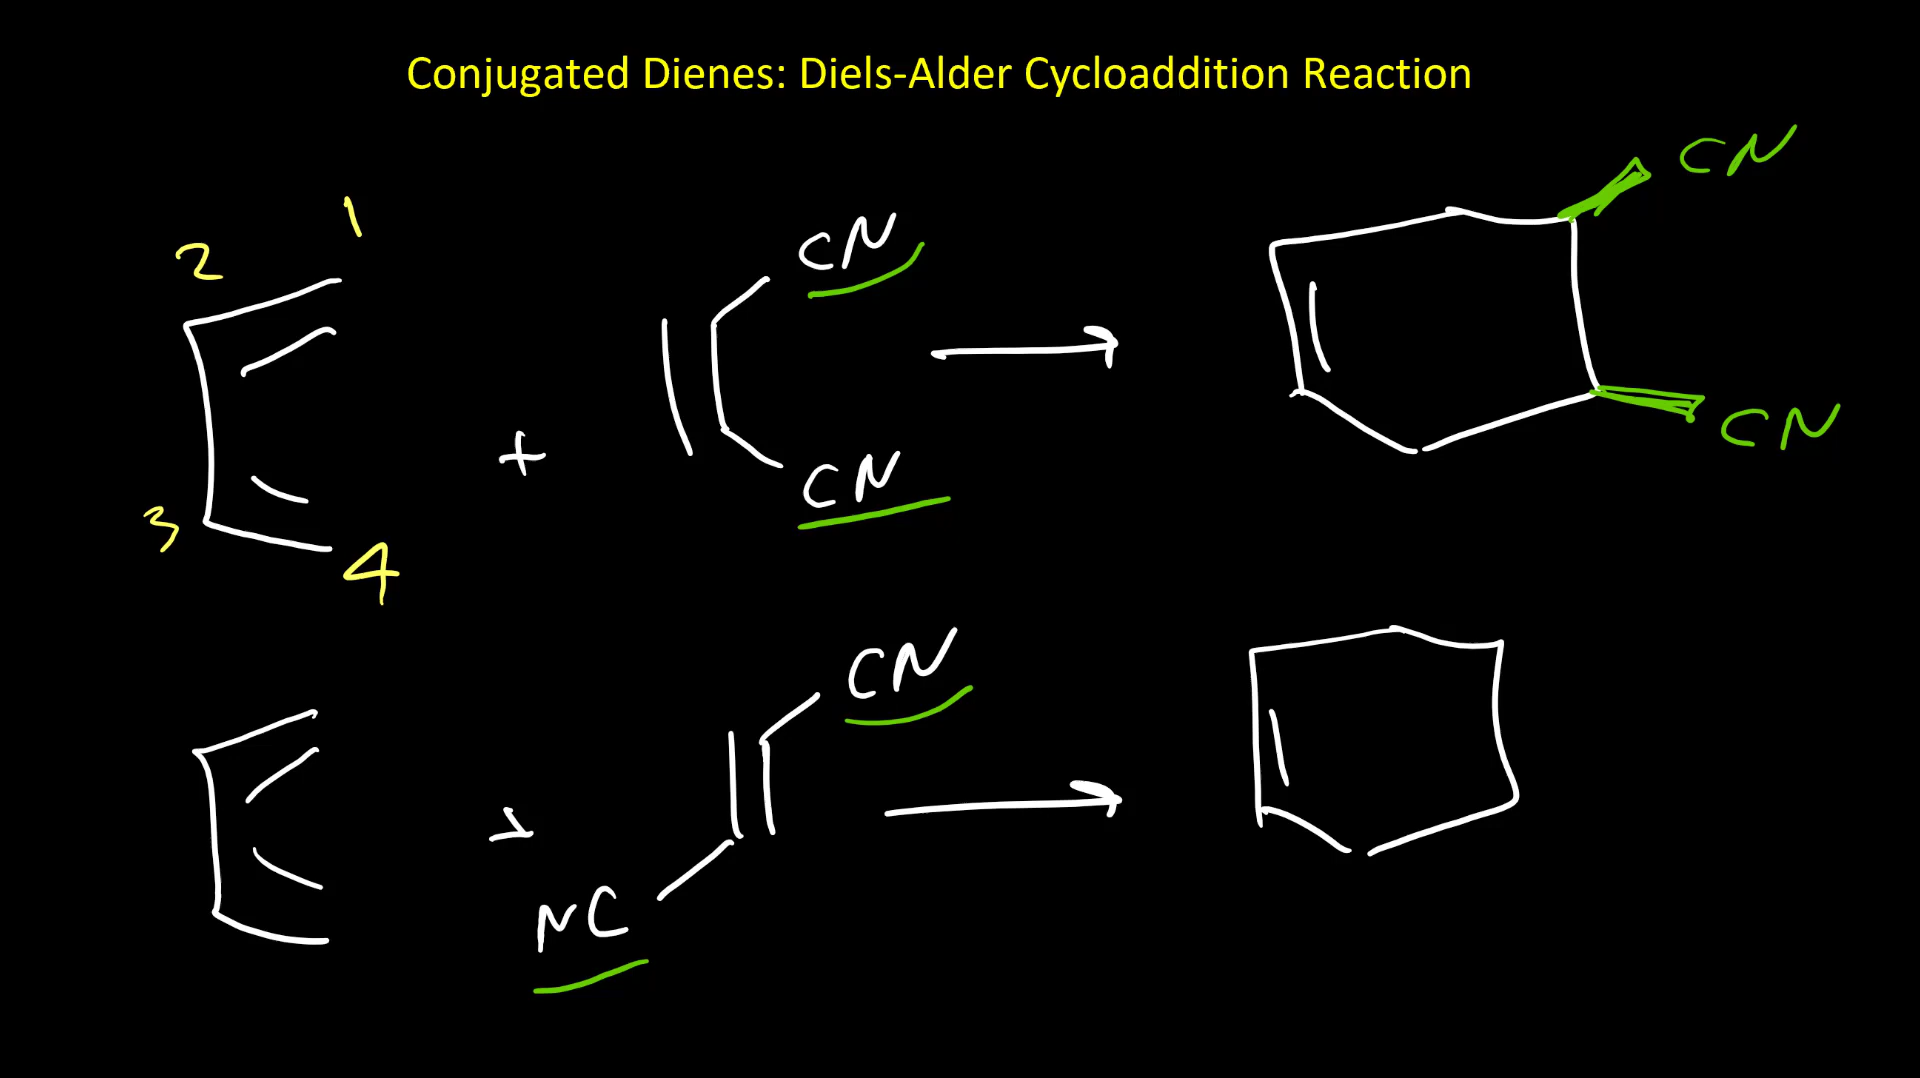 Conjugated Dienes: Diels-Alder Cycloaddition Reaction
CN
1
2
CN
CN
+
CN
3
4
CN
+
NC